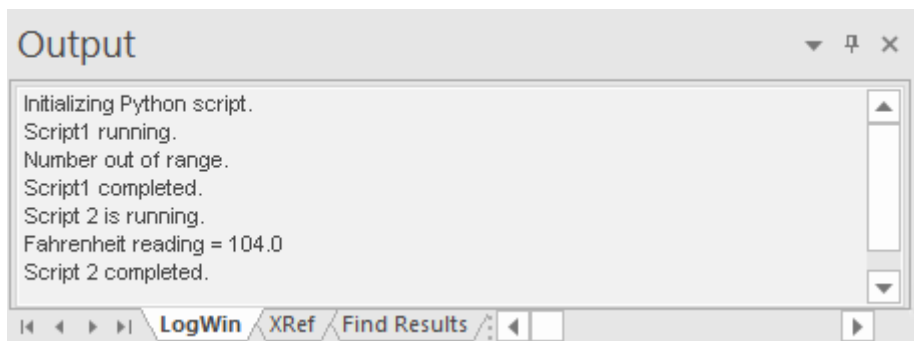 Output
Initializing Python script.
Script1 running.
Number out of range.
Script1 completed.
Script 2 is running.
Fahrenheit reading = 104.0
Script 2 completed.
LogWin XRef Find Results